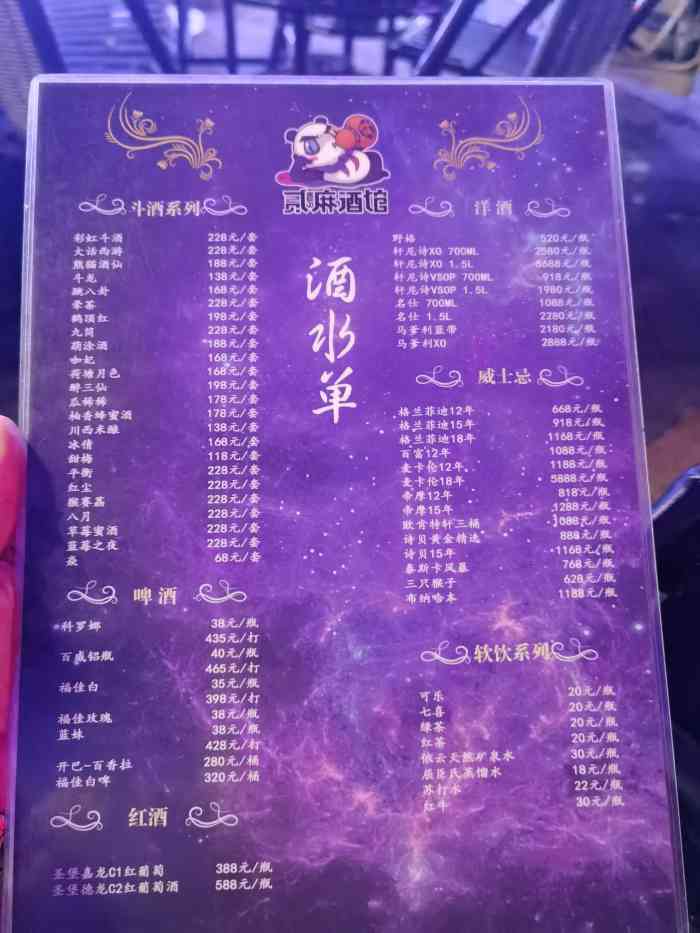 贰麻酒馆
酒水单
斗酒系列
彩虹斗酒 228元/套
大话西游 228元/套
熊猫酒仙 188元/套
斗龙 138元/套
跳八卦 168元/套
晕茶 228元/套
鹤顶红 198元/套
九筒 228元/套
葫涂酒 188元/套
咖妃 168元/套
荷塘月色 168元/套
醉三仙 198元/套
瓜稀稀 178元/套
柚香蜂蜜酒 178元/套
川西米酿 138元/套
冰倩 168元/套
甜梅 118元/套
平衡 228元/套
红尘 228元/套
猴赛荔 228元/套
八月 228元/套
草莓蜜酒 228元/套
蓝莓之夜 228元/套
焱 68元/套
啤酒
科罗娜 38元/瓶
435元/打
百威铝瓶 40元/瓶
465元/打
福佳白 35元/瓶
398元/打
福佳玫瑰 38元/瓶
蓝妹 38元/瓶
428元/打
开巴-百香拉 280元/桶
福佳白啤 320元/桶
红酒
圣堡嘉龙C1红葡萄 388元/瓶
圣堡德龙C2红葡萄酒 588元/瓶
洋酒
野格 520元/瓶
轩尼诗XO 700ML 2580元/瓶
轩尼诗XO 1.5L 5688元/瓶
轩尼诗VSOP 700ML 918元/瓶
轩尼诗VSOP 1.5L 1980元/瓶
名仕 700ML 1088元/瓶
名仕 1.5L 2280元/瓶
马爹利蓝带 2180元/瓶
马爹利XO 2888元/瓶
威士忌
格兰菲迪12年 668元/瓶
格兰菲迪15年 918元/瓶
格兰菲迪18年 1168元/瓶
百富12年 1088元/瓶
麦卡伦12年 1188元/瓶
麦卡伦18年 5888元/瓶
帝摩12年 818元/瓶
帝摩15年 1288元/瓶
欧肯特轩三桶 1088元/瓶
诗贝黄金精选 888元/瓶
诗贝15年 1168元/瓶
泰斯卡风暴 768元/瓶
三只猴子 628元/瓶
布纳哈本 1188元/瓶
软饮系列
可乐 20元/瓶
七喜 20元/瓶
绿茶 20元/瓶
红茶 20元/瓶
依云天然矿泉水 30元/瓶
屈臣氏蒸馏水 18元/瓶
苏打水 22元/瓶
红牛 30元/瓶